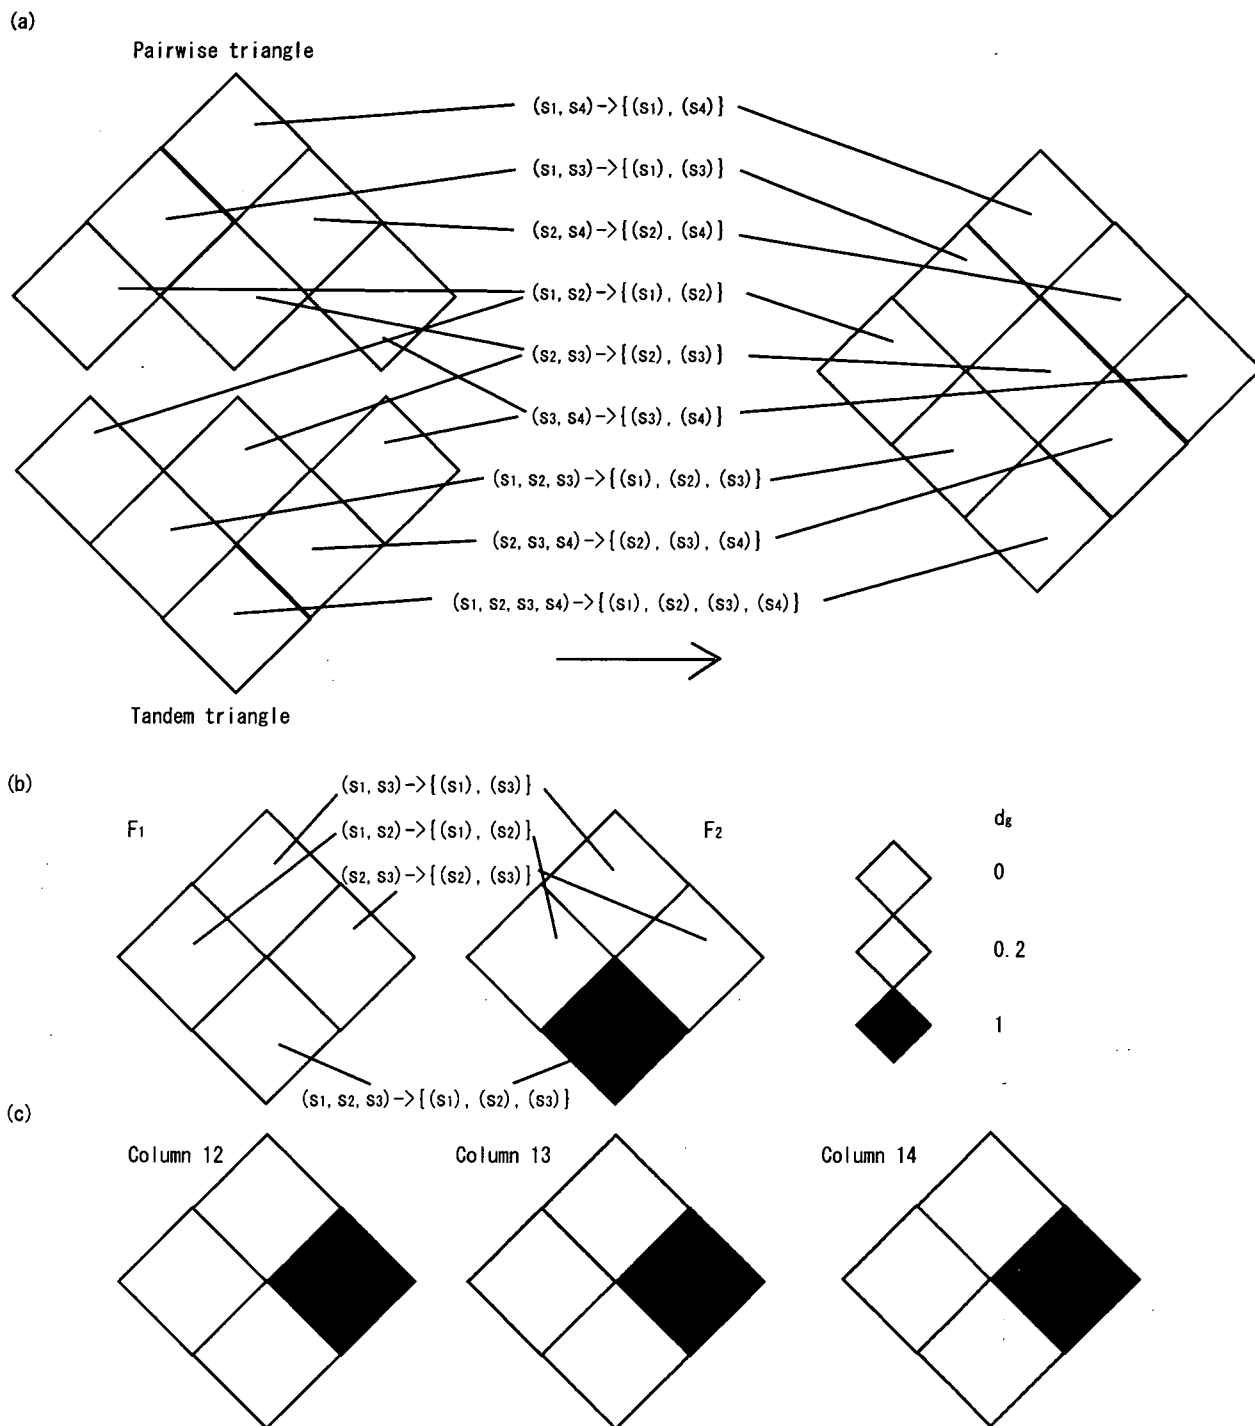 (a)
Pairwise triangle
(s1, s4)->{(s1), (s4)}
(s1, s3)->{(s1), (s3)}
(s2, s4)->{(s2), (s4)}
(s1, s2)->{(s1), (s2)}
(s2, s3)->{(s2), (s3)}
(s3, s4)->{(s3), (s4)}
(s1, s2, s3)->{(s1), (s2), (s3)}
(s2, s3, s4)->{(s2), (s3), (s4)}
(s1, s2, s3, s4)->{(s1), (s2), (s3), (s4)}
Tandem triangle
(b)
(s1, s3)->{(s1), (s3)}
F1
(s1, s2)->{(s1), (s2)}
F2
(s2, s3)->{(s2), (s3)}
dg
0
0.2
1
(s1, s2, s3)->{(s1), (s2), (s3)}
(c)
Column 12
Column 13
Column 14